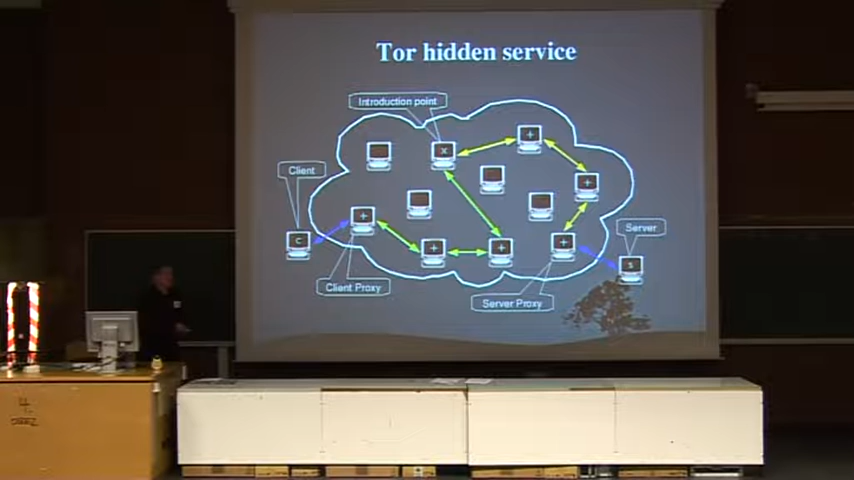 Tor hidden service
Introduction point
x
+
Client
+
+
C
+
+
+
Server
S
Client Proxy
Server Proxy